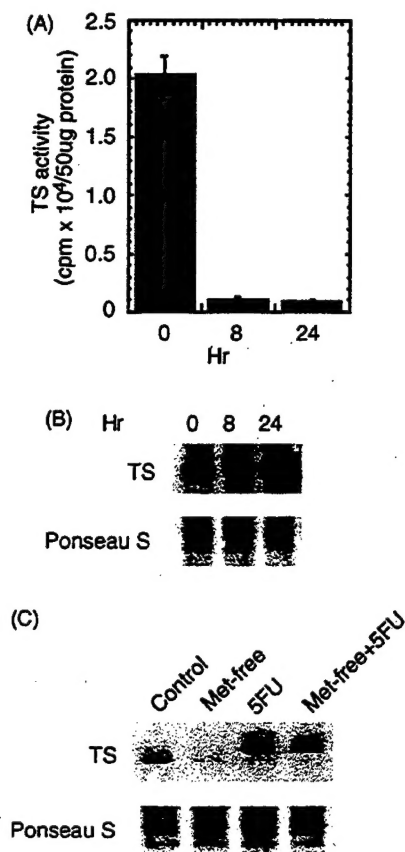 (A)
TS activity
(cpm x 10⁴/50ug protein)
2.5
2.0
1.5
1.0
0.5
0
0 8 24
Hr
(B) Hr 0 8 24
TS
Ponseau S
(C)
Control Met-free 5FU Met-free+5FU
TS
Ponseau S